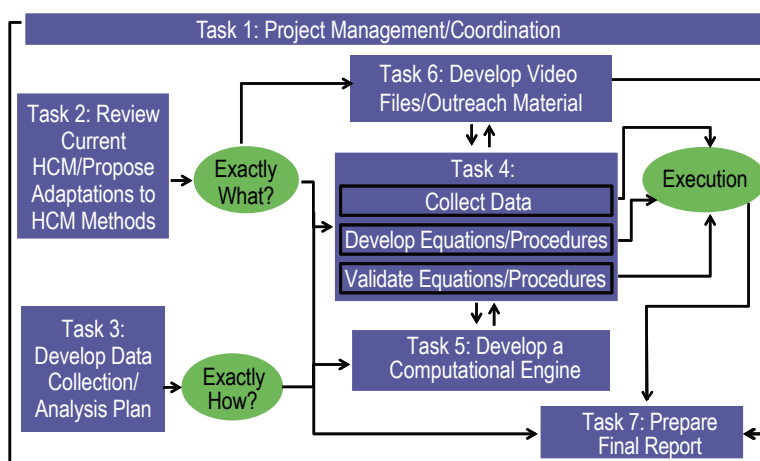 Task 1: Project Management/Coordination
Task 6: Develop Video
Files/Outreach Material
Task 2: Review
Current
HCM/Propose
Adaptations to
HCM Methods
Exactly
What?
Task 4:
Collect Data
Develop Equations/Procedures
Validate Equations/Procedures
Execution
Task 3:
Develop Data
Collection/
Analysis Plan
Exactly
How?
Task 5: Develop a
Computational Engine
Task 7: Prepare
Final Report